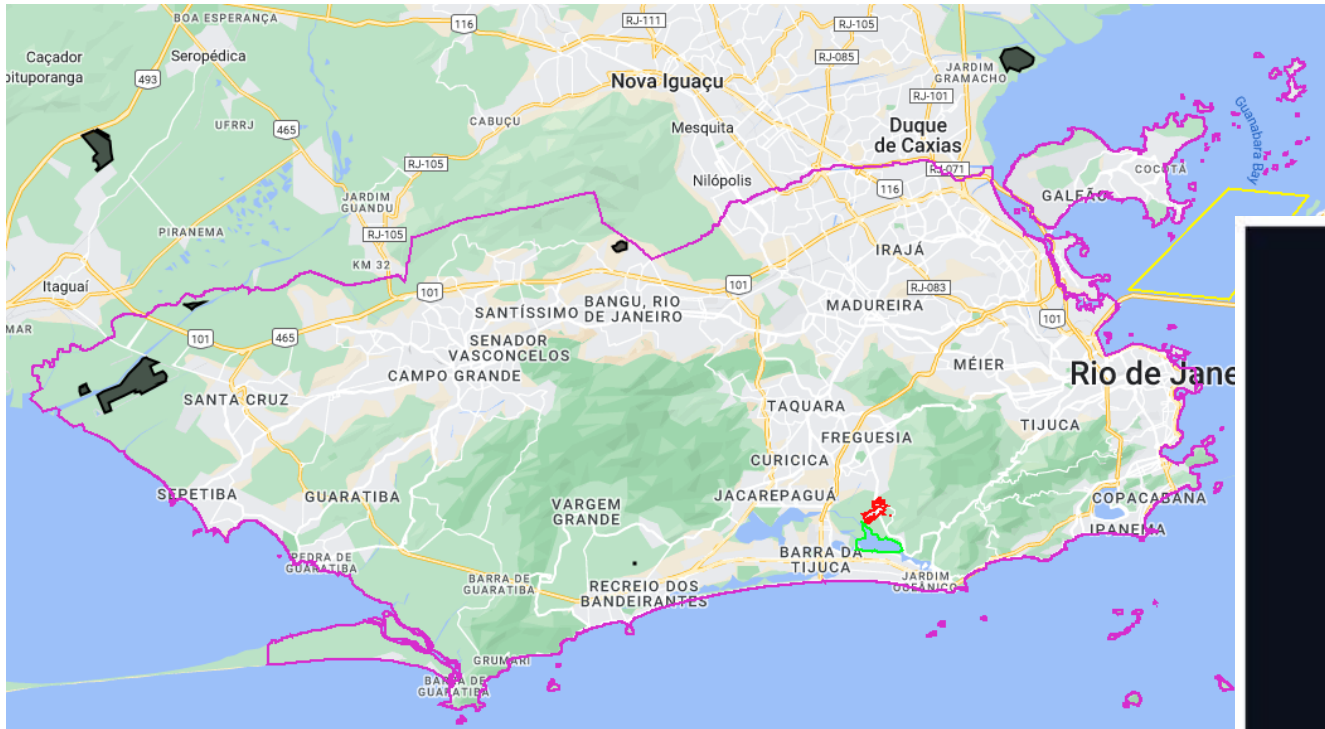 BOA ESPERANÇA
116
RJ-111
RJ-105
Caçador
Seropédica
RJ-085
pituporanga
493
Nova Iguaçu
JARDIM
GRAMACHO
RJ-101
UFRRJ
465
CABUÇU
Mesquita
Duque
de Caxias
Guanabara Bay
RJ-105
RJ-071
COCOTÁ
Nilópolis
116
JARDIM
GUANDU
GALEÃO
PIRANEMA
RJ-105
IRAJÁ
KM 32
Itaguaí
101
101
RJ-083
BANGU, RIO
DE JANEIRO
MADUREIRA
SANTÍSSIMO
101
MAR
101
465
SENADOR
VASCONCELOS
MÉIER
CAMPO GRANDE
Rio de Jane
SANTA CRUZ
TAQUARA
TIJUCA
FREGUESIA
CURICICA
SEPETIBA
GUARATIBA
JACAREPAGUÁ
COPACABANA
VARGEM
GRANDE
IPANEMA
PEDRA DE
GUARATIBA
BARRA DA
TIJUCA
BARRA DE
GUARATIBA
JARDIM
OCEÂNICO
RECREIO DOS
BANDEIRANTES
GRUMARI
BARRA DE
GUARATIBA